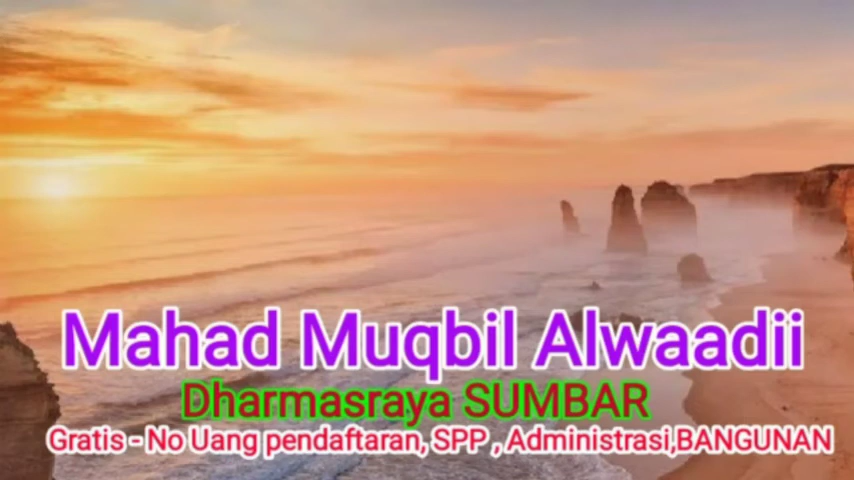 Mahad Muqbil Alwaadii
Dharmasraya SUMBAR
Gratis - No Uang pendaftaran, SPP , Administrasi,BANGUNAN